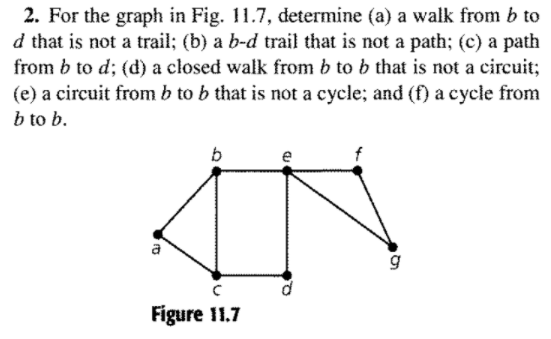 2. For the graph in Fig. 11.7, determine (a) a walk from b to
d that is not a trail; (b) a b-d trail that is not a path; (c) a path
from b to d; (d) a closed walk from b to b that is not a circuit;
(e) a circuit from b to b that is not a cycle; and (f) a cycle from
b to b.
b e f
a g
c d
Figure 11.7